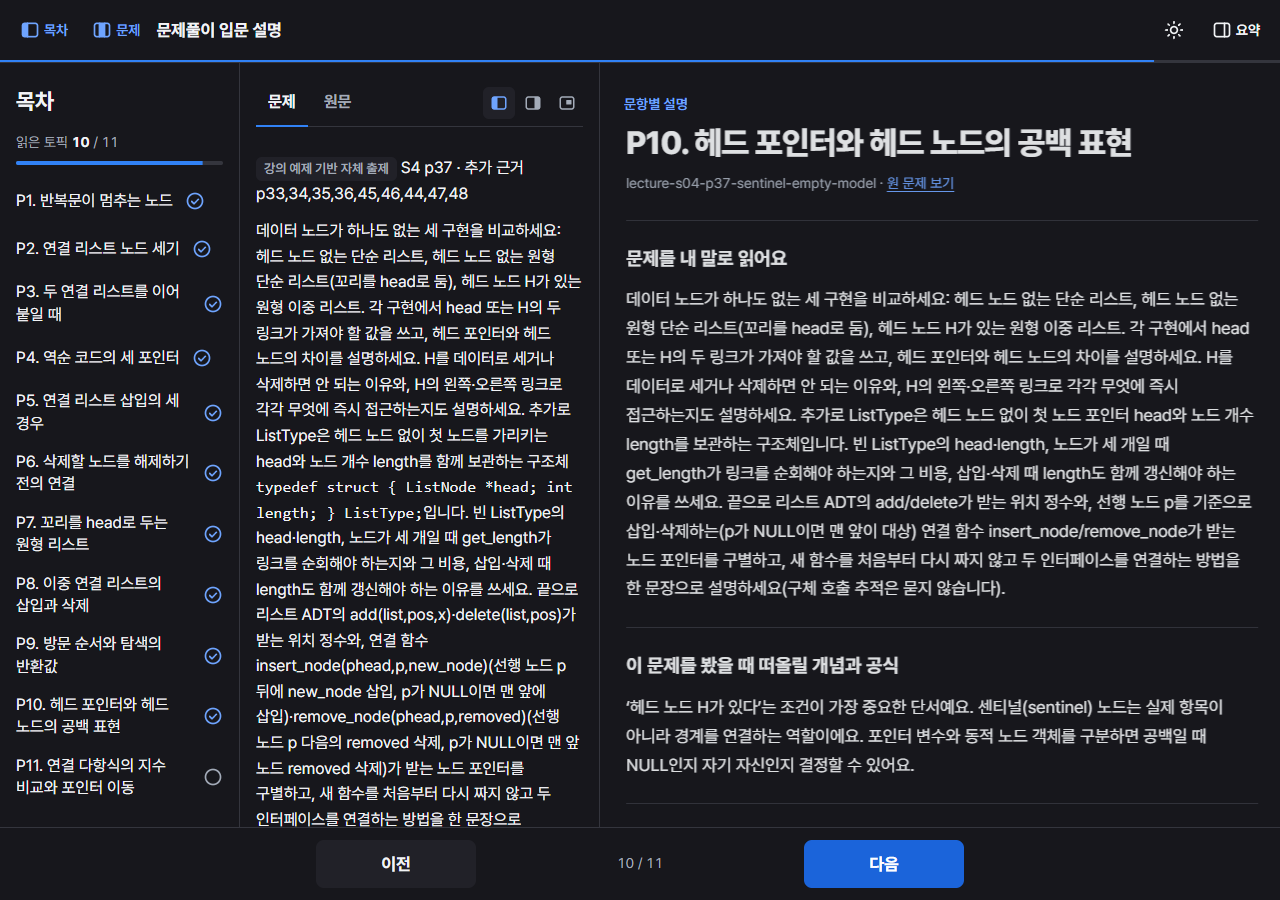 목차
문제
문제풀이 입문 설명
요약
목차
읽은 토픽 10 / 11
P1. 반복문이 멈추는 노드
P2. 연결 리스트 노드 세기
P3. 두 연결 리스트를 이어
붙일 때
P4. 역순 코드의 세 포인터
P5. 연결 리스트 삽입의 세
경우
P6. 삭제할 노드를 해제하기
전의 연결
P7. 꼬리를 head로 두는
원형 리스트
P8. 이중 연결 리스트의
삽입과 삭제
P9. 방문 순서와 탐색의
반환값
P10. 헤드 포인터와 헤드
노드의 공백 표현
P11. 연결 다항식의 지수
비교와 포인터 이동
문제
원문
강의 예제 기반 자체 출제 S4 p37 · 추가 근거
p33,34,35,36,45,46,44,47,48
데이터 노드가 하나도 없는 세 구현을 비교하세요:
헤드 노드 없는 단순 리스트, 헤드 노드 없는 원형
단순 리스트(꼬리를 head로 둠), 헤드 노드 H가 있는
원형 이중 리스트. 각 구현에서 head 또는 H의 두
링크가 가져야 할 값을 쓰고, 헤드 포인터와 헤드
노드의 차이를 설명하세요. H를 데이터로 세거나
삭제하면 안 되는 이유와, H의 왼쪽·오른쪽 링크로
각각 무엇에 즉시 접근하는지도 설명하세요. 추가로
ListType은 헤드 노드 없이 첫 노드를 가리키는
head와 노드 개수 length를 함께 보관하는 구조체
typedef struct { ListNode *head; int
length; } ListType;입니다. 빈 ListType의
head·length, 노드가 세 개일 때 get_length가
링크를 순회해야 하는지와 그 비용, 삽입·삭제 때
length도 함께 갱신해야 하는 이유를 쓰세요. 끝으로
리스트 ADT의 add(list,pos,x)·delete(list,pos)가
받는 위치 정수와, 연결 함수
insert_node(phead,p,new_node)(선행 노드 p
뒤에 new_node 삽입, p가 NULL이면 맨 앞에
삽입)·remove_node(phead,p,removed)(선행
노드 p 다음의 removed 삭제, p가 NULL이면 맨 앞
노드 removed 삭제)가 받는 노드 포인터를
구별하고, 새 함수를 처음부터 다시 짜지 않고 두
인터페이스를 연결하는 방법을 한 문장으로
문항별 설명
P10. 헤드 포인터와 헤드 노드의 공백 표현
lecture-s04-p37-sentinel-empty-model · 원 문제 보기
문제를 내 말로 읽어요
데이터 노드가 하나도 없는 세 구현을 비교하세요: 헤드 노드 없는 단순 리스트, 헤드 노드 없는
원형 단순 리스트(꼬리를 head로 둠), 헤드 노드 H가 있는 원형 이중 리스트. 각 구현에서 head
또는 H의 두 링크가 가져야 할 값을 쓰고, 헤드 포인터와 헤드 노드의 차이를 설명하세요. H를
데이터로 세거나 삭제하면 안 되는 이유와, H의 왼쪽·오른쪽 링크로 각각 무엇에 즉시
접근하는지도 설명하세요. 추가로 ListType은 헤드 노드 없이 첫 노드 포인터 head와 노드 개수
length를 보관하는 구조체입니다. 빈 ListType의 head·length, 노드가 세 개일 때
get_length가 링크를 순회해야 하는지와 그 비용, 삽입·삭제 때 length도 함께 갱신해야 하는
이유를 쓰세요. 끝으로 리스트 ADT의 add/delete가 받는 위치 정수와, 선행 노드 p를 기준으로
삽입·삭제하는(p가 NULL이면 맨 앞이 대상) 연결 함수 insert_node/remove_node가 받는
노드 포인터를 구별하고, 새 함수를 처음부터 다시 짜지 않고 두 인터페이스를 연결하는 방법을
한 문장으로 설명하세요(구체 호출 추적은 묻지 않습니다).
이 문제를 봤을 때 떠올릴 개념과 공식
‘헤드 노드 H가 있다’는 조건이 가장 중요한 단서예요. 센티널(sentinel) 노드는 실제 항목이
아니라 경계를 연결하는 역할이에요. 포인터 변수와 동적 노드 객체를 구분하면 공백일 때
NULL인지 자기 자신인지 결정할 수 있어요.
이전
10 / 11
다음